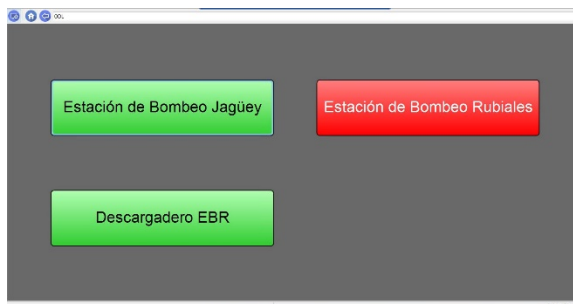 Estación de Bombeo Jagüey
Estación de Bombeo Rubiales
Descargadero EBR